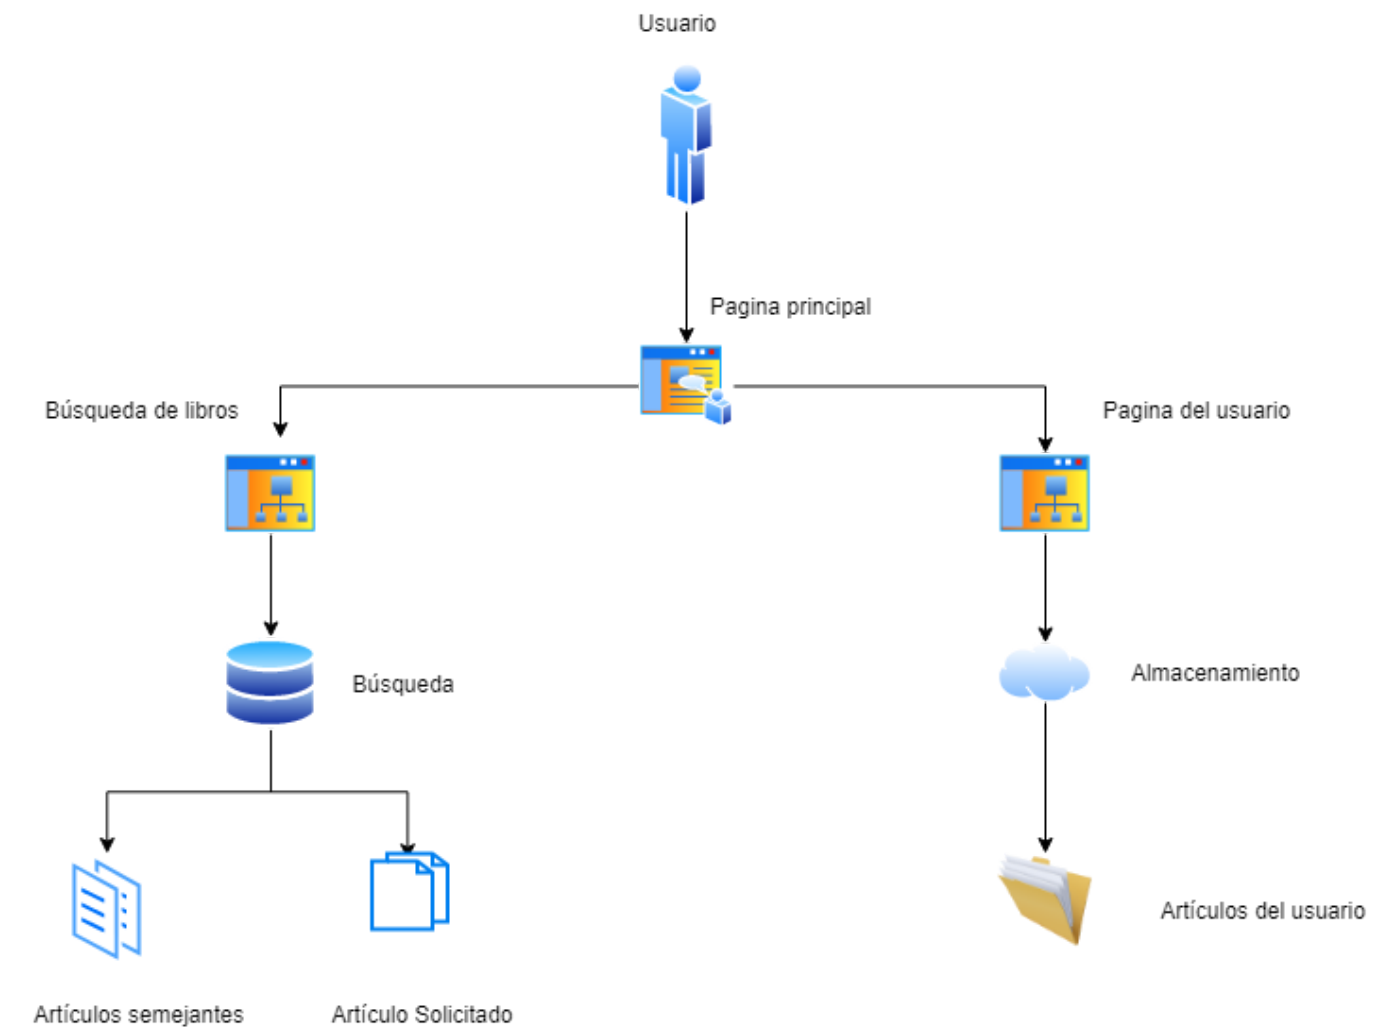 Usuario
Pagina principal
Búsqueda de libros
Pagina del usuario
Búsqueda
Almacenamiento
Artículos del usuario
Artículos semejantes
Artículo Solicitado